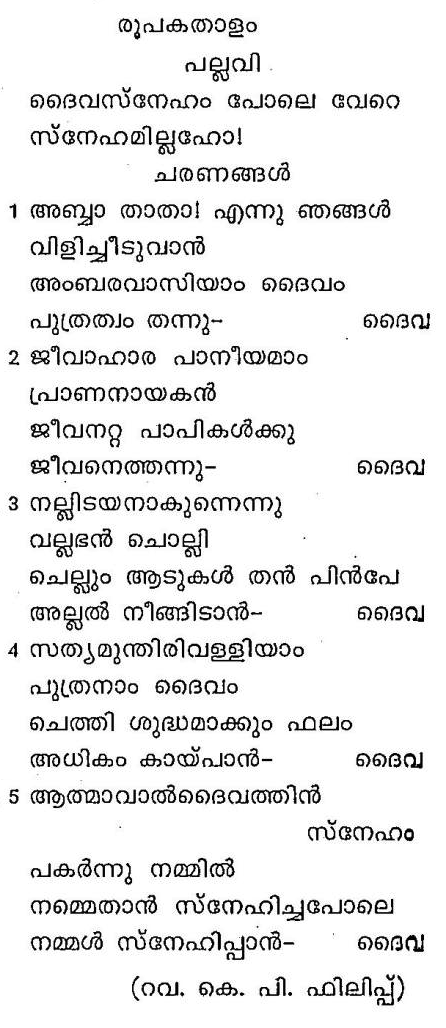 രൂപകതാളം
പല്ലവി
ദൈവസ്നേഹം പോലെ വേറെ
സ്നേഹമില്ലഹോ!
ചരണങ്ങൾ
1 അബ്ബാ താതാ! എന്നു ഞങ്ങൾ
വിളിച്ചീടുവാൻ
അംബരവാസിയാം ദൈവം
പുത്രത്വം തന്നു- ദൈവ
2 ജീവാഹാര പാനീയമാം
പ്രാണനായകൻ
ജീവനറ്റ പാപികൾക്കു
ജീവനെത്തന്നു- ദൈവ
3 നല്ലിടയനാകുന്നെന്നു
വല്ലഭൻ ചൊല്ലി
ചെല്ലും ആടുകൾ തൻ പിൻപേ
അല്ലൽ നീങ്ങിടാൻ- ദൈവ
4 സത്യമുന്തിരിവള്ളിയാം
പുത്രനാം ദൈവം
ചെത്തി ശുദ്ധമാക്കും ഫലം
അധികം കായ്പാൻ- ദൈവ
5 ആത്മാവാൽദൈവത്തിൻ
സ്നേഹം
പകർന്നു നമ്മിൽ
നമ്മെതാൻ സ്നേഹിച്ചപോലെ
നമ്മൾ സ്നേഹിപ്പാൻ- ദൈവ
(റവ. കെ. പി. ഫിലിപ്പ്)